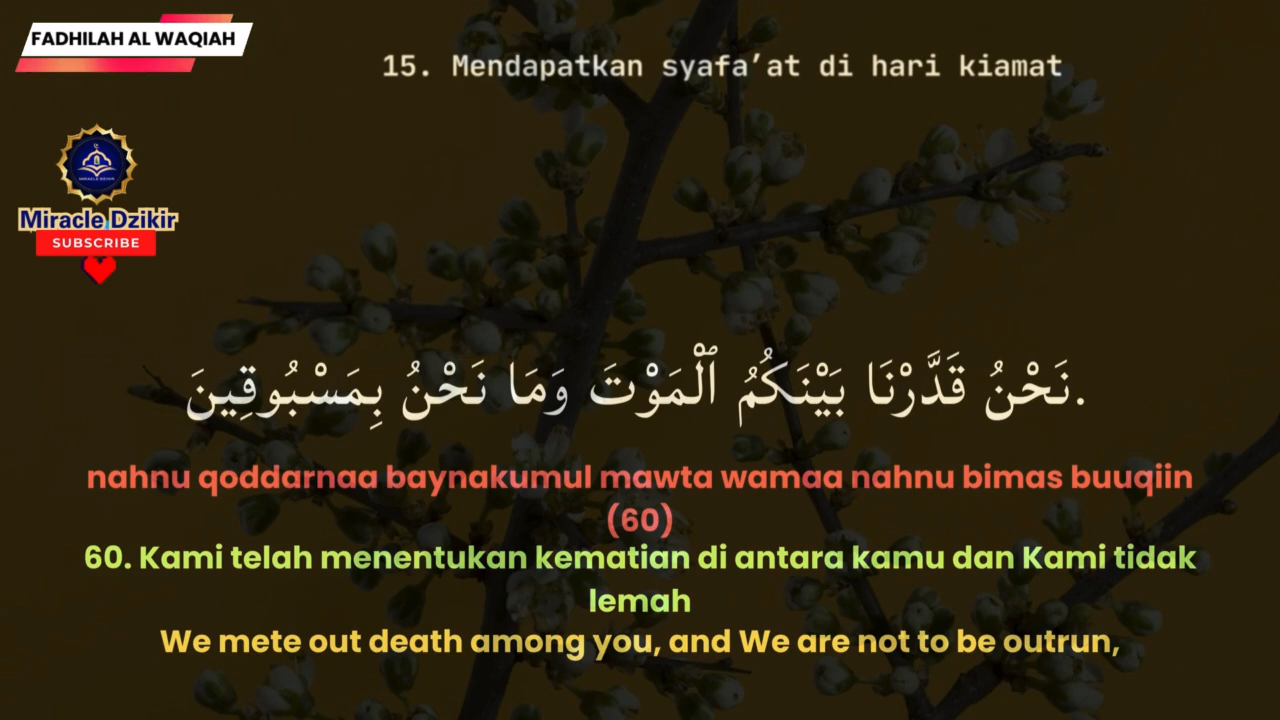 FADHILAH AL WAQIAH
15. Mendapatkan syafa’at di hari kiamat
Miracle Dzikir
SUBSCRIBE
نَحْنُ قَدَّرْنَا بَيْنَكُمُ ٱلْمَوْتَ وَمَا نَحْنُ بِمَسْبُوقِينَ.
nahnu qoddarnaa baynakumul mawta wamaa nahnu bimas buuqiin
(60)
60. Kami telah menentukan kematian di antara kamu dan Kami tidak
lemah
We mete out death among you, and We are not to be outrun,